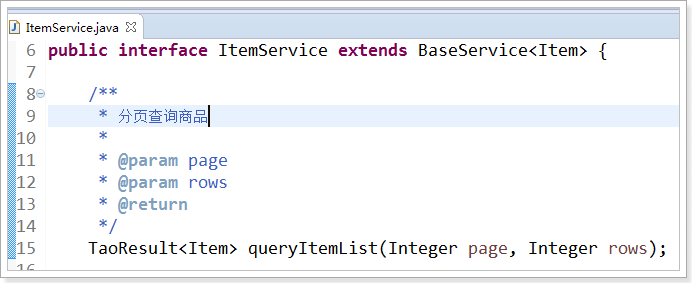 ItemService.java
6 public interface ItemService extends BaseService<Item> {
7
8 /**
9 * 分页查询商品
10 *
11 * @param page
12 * @param rows
13 * @return
14 */
15 TaoResult<Item> queryItemList(Integer page, Integer rows);
16